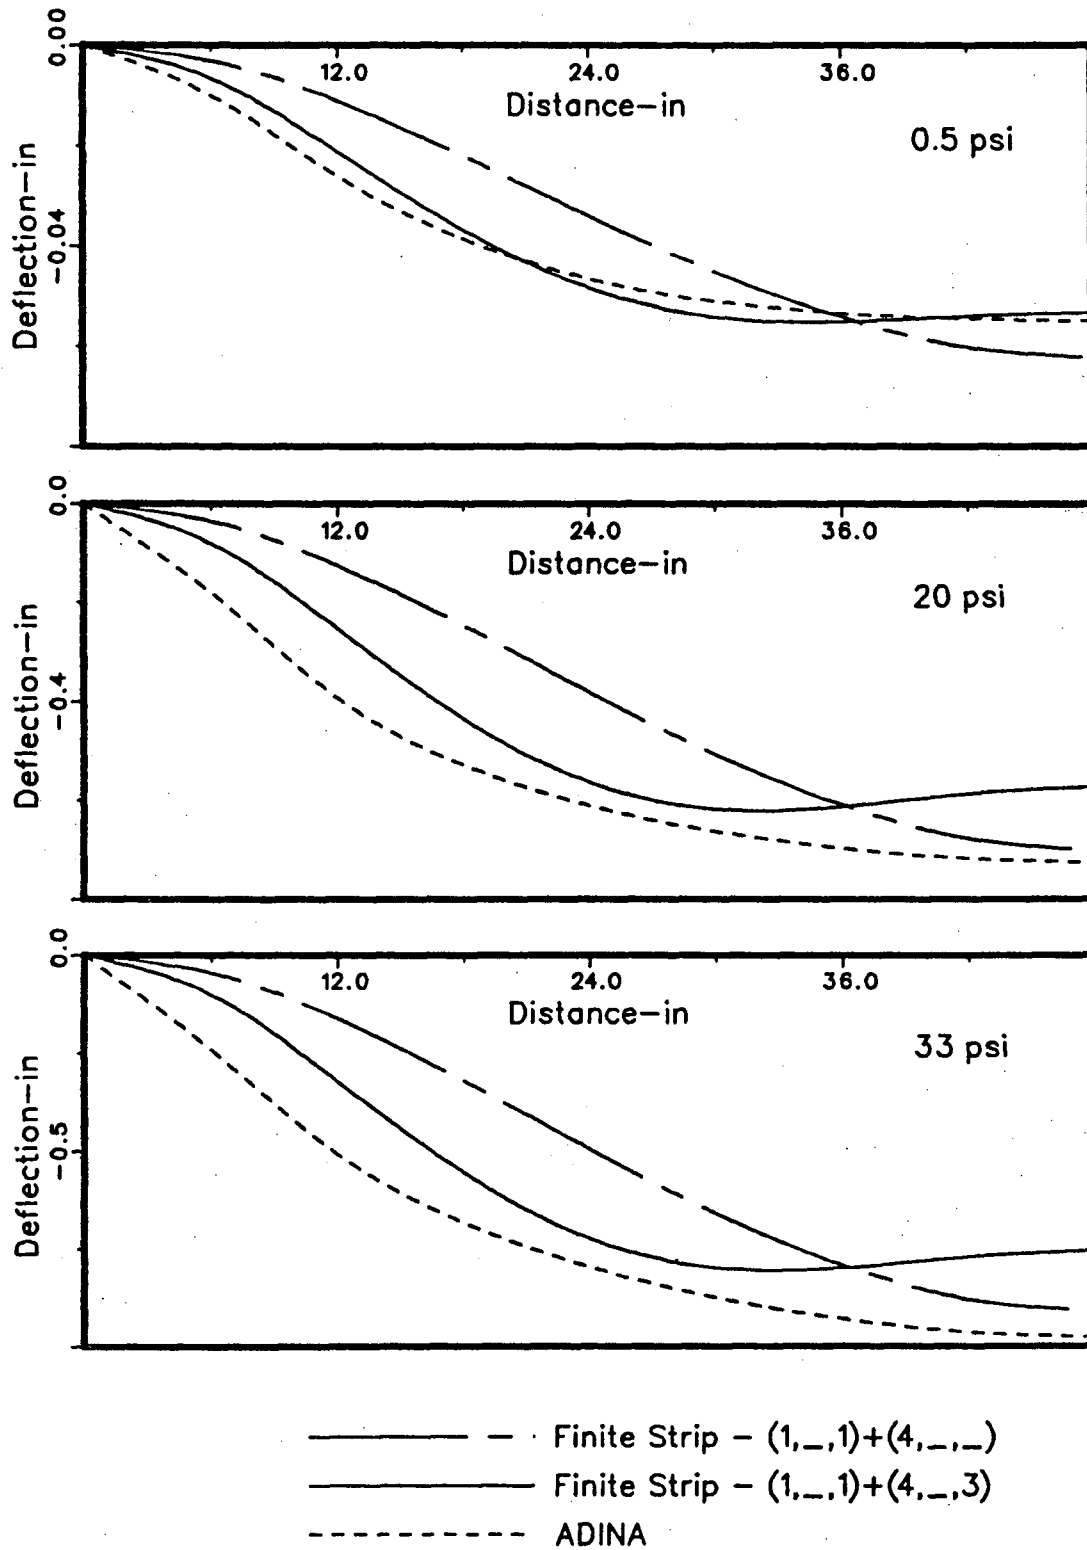 0.00
12.0 24.0 36.0
Distance-in
0.5 psi
-0.04
Deflection-in
0.0
12.0 24.0 36.0
Distance-in
20 psi
-0.4
Deflection-in
0.0
12.0 24.0 36.0
Distance-in
33 psi
-0.5
Deflection-in
Finite Strip - (1,_,1)+(4,_,_)
Finite Strip - (1,_,1)+(4,_,3)
ADINA